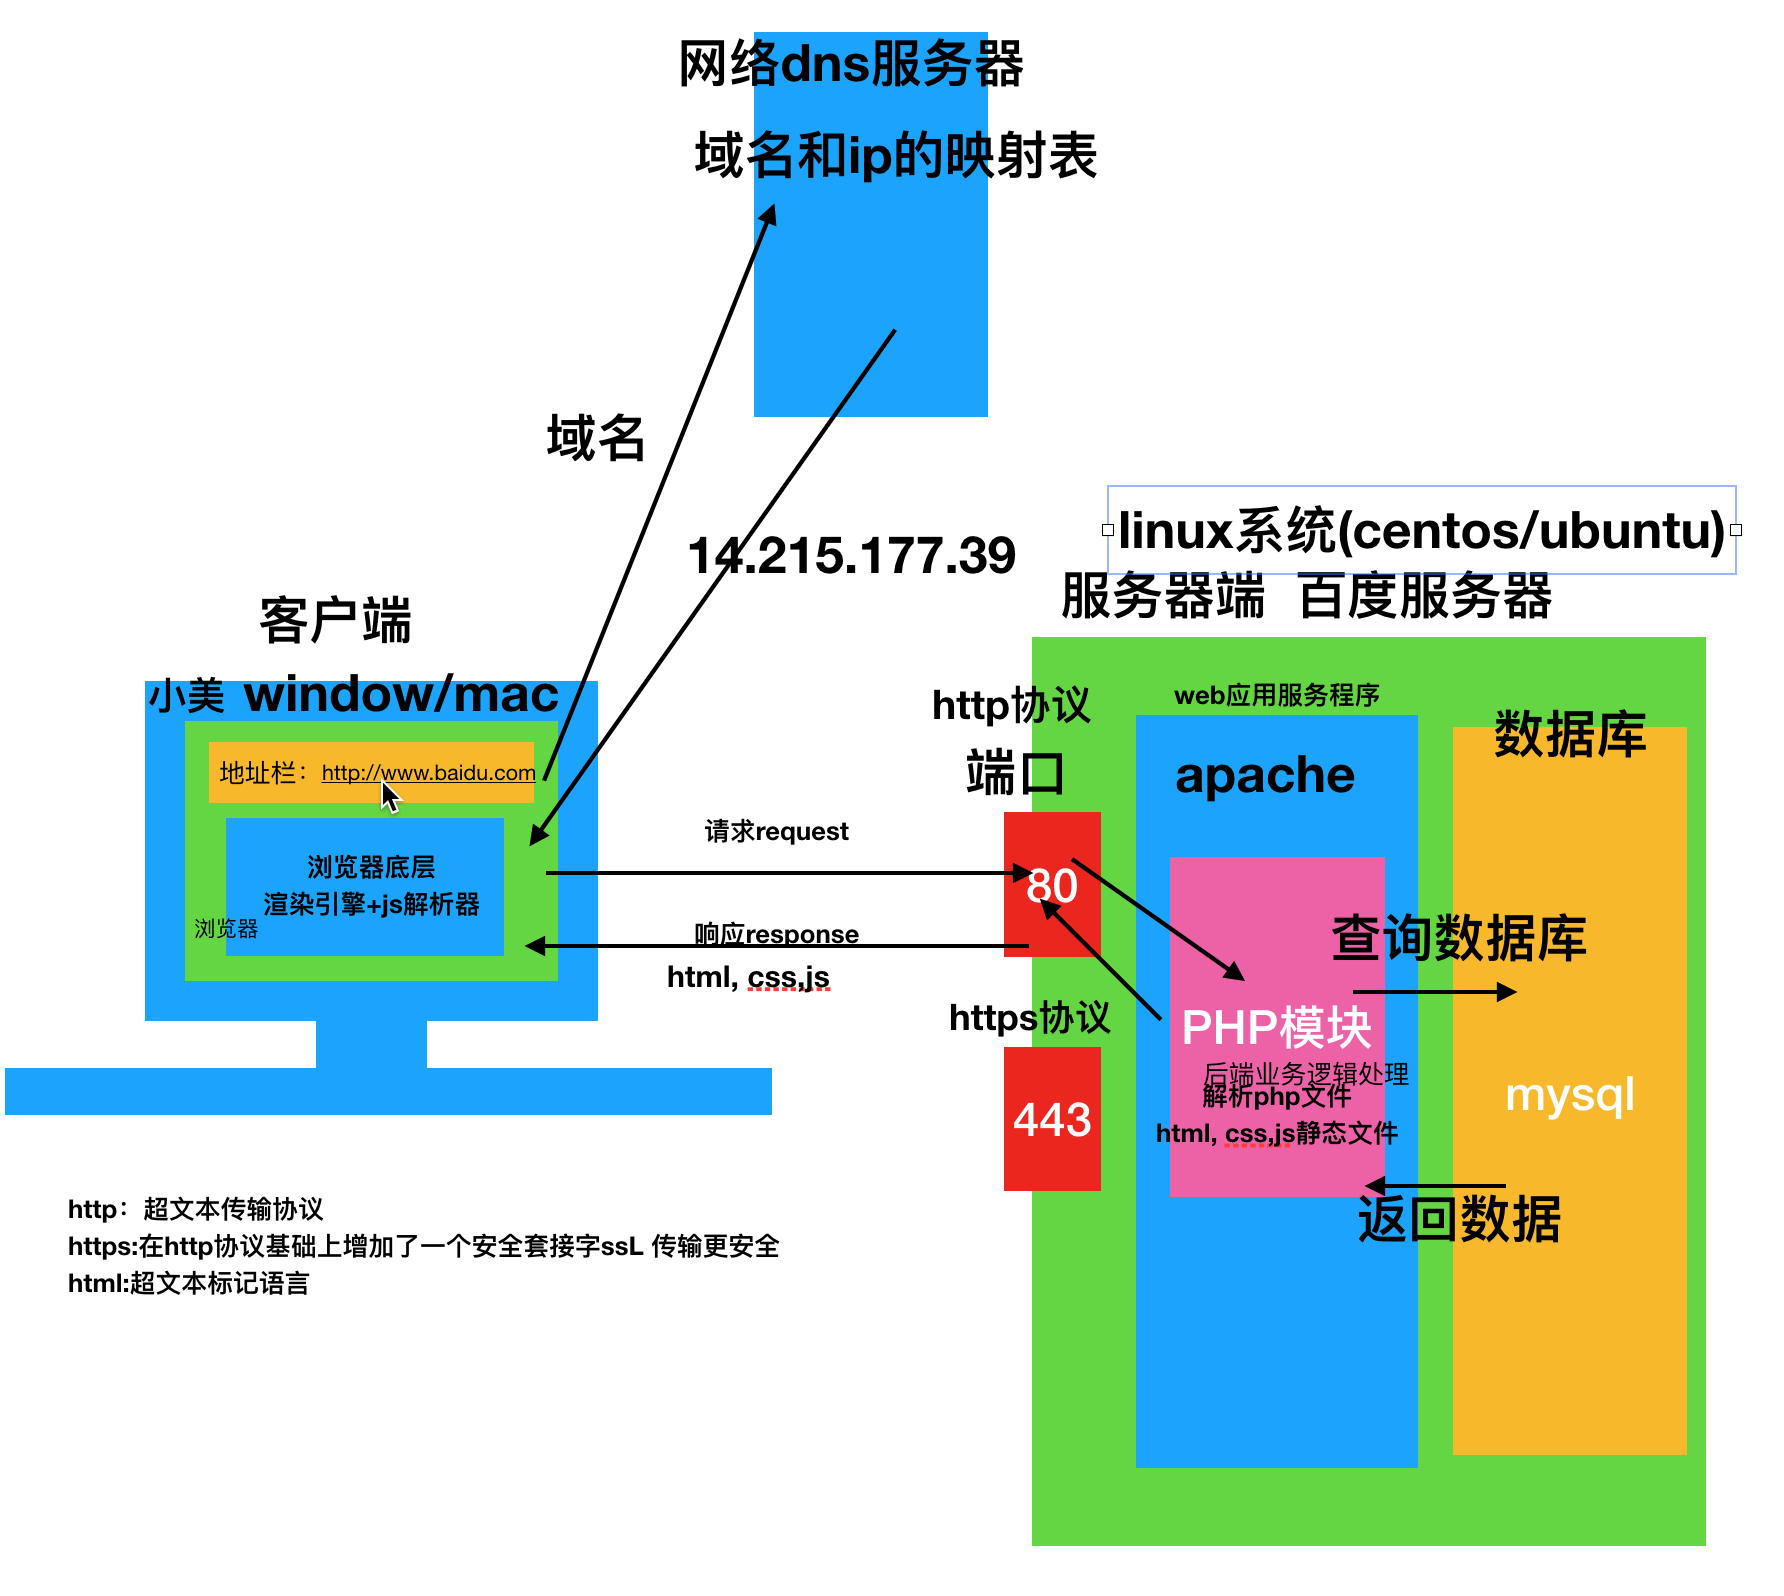 网络dns服务器
域名和ip的映射表
域名
14.215.177.39
linux系统(centos/ubuntu)
服务器端 百度服务器
客户端
小美 window/mac
地址栏：http://www.baidu.com
浏览器底层
渲染引擎+js解析器
浏览器
请求request
响应response
html, css,js
http协议
端口
80
https协议
443
web应用服务程序
apache
PHP模块
后端业务逻辑处理
解析php文件
html, css,js静态文件
数据库
查询数据库
mysql
返回数据
http：超文本传输协议
https:在http协议基础上增加了一个安全套接字ssL 传输更安全
html:超文本标记语言